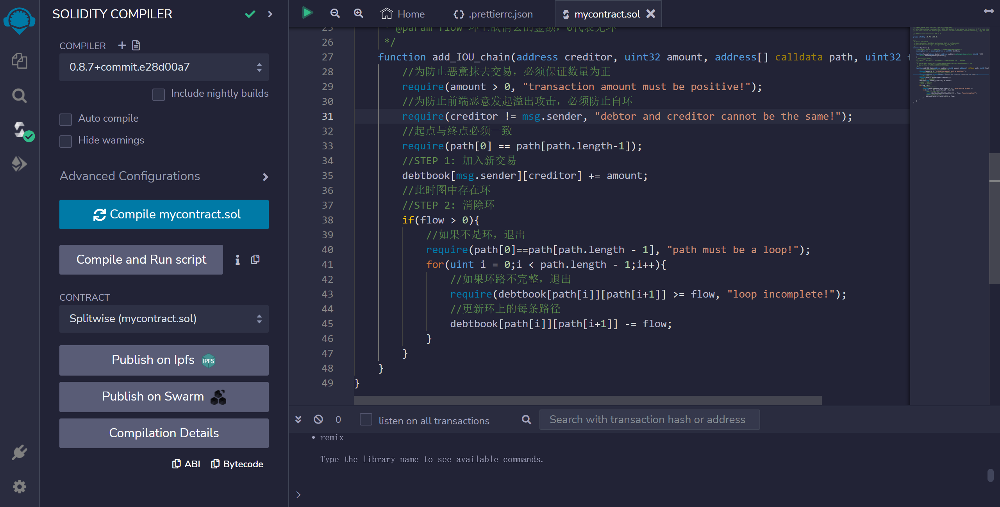 SOLIDITY COMPILER
COMPILER
0.8.7+commit.e28d00a7
Include nightly builds
Auto compile
Hide warnings
Advanced Configurations
Compile mycontract.sol
Compile and Run script
CONTRACT
Splitwise (mycontract.sol)
Publish on Ipfs IPFS
Publish on Swarm
Compilation Details
ABI Bytecode
Home {} .prettierrc.json mycontract.sol
25 * @param flow 环上欲消去的金额，0代表无环
26 */
27 function add_IOU_chain(address creditor, uint32 amount, address[] calldata path, uint32
28 //为防止恶意抹去交易，必须保证数量为正
29 require(amount > 0, "transaction amount must be positive!");
30 //为防止前端恶意发起溢出攻击，必须防止自环
31 require(creditor != msg.sender, "debtor and creditor cannot be the same!");
32 //起点与终点必须一致
33 require(path[0] == path[path.length-1]);
34 //STEP 1: 加入新交易
35 debtbook[msg.sender][creditor] += amount;
36 //此时图中存在环
37 //STEP 2: 消除环
38 if(flow > 0){
39 //如果不是环，退出
40 require(path[0]==path[path.length - 1], "path must be a loop!");
41 for(uint i = 0;i < path.length - 1;i++){
42 //如果环路不完整，退出
43 require(debtbook[path[i]][path[i+1]] >= flow, "loop incomplete!");
44 //更新环上的每条路径
45 debtbook[path[i]][path[i+1]] -= flow;
46 }
47 }
48 }
49 }
0 listen on all transactions Search with transaction hash or address
• remix
Type the library name to see available commands.
>